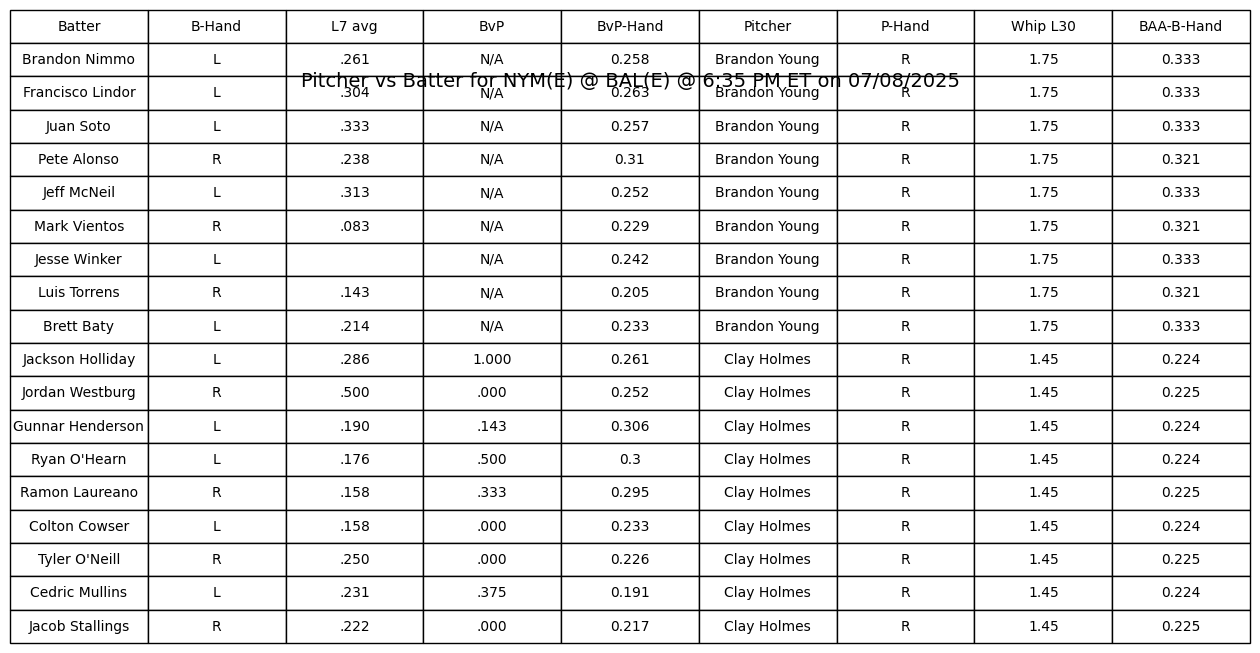 Batter B-Hand L7 avg BvP BvP-Hand Pitcher P-Hand Whip L30 BAA-B-Hand
Brandon Nimmo L .261 N/A 0.258 Brandon Young R 1.75 0.333
Pitcher vs Batter for NYM(E) @ BAL(E) @ 6:35 PM ET on 07/08/2025
Francisco Lindor L .304 N/A 0.263 Brandon Young R 1.75 0.333
Juan Soto L .333 N/A 0.257 Brandon Young R 1.75 0.333
Pete Alonso R .238 N/A 0.31 Brandon Young R 1.75 0.321
Jeff McNeil L .313 N/A 0.252 Brandon Young R 1.75 0.333
Mark Vientos R .083 N/A 0.229 Brandon Young R 1.75 0.321
Jesse Winker L N/A 0.242 Brandon Young R 1.75 0.333
Luis Torrens R .143 N/A 0.205 Brandon Young R 1.75 0.321
Brett Baty L .214 N/A 0.233 Brandon Young R 1.75 0.333
Jackson Holliday L .286 1.000 0.261 Clay Holmes R 1.45 0.224
Jordan Westburg R .500 .000 0.252 Clay Holmes R 1.45 0.225
Gunnar Henderson L .190 .143 0.306 Clay Holmes R 1.45 0.224
Ryan O'Hearn L .176 .500 0.3 Clay Holmes R 1.45 0.224
Ramon Laureano R .158 .333 0.295 Clay Holmes R 1.45 0.225
Colton Cowser L .158 .000 0.233 Clay Holmes R 1.45 0.224
Tyler O'Neill R .250 .000 0.226 Clay Holmes R 1.45 0.225
Cedric Mullins L .231 .375 0.191 Clay Holmes R 1.45 0.224
Jacob Stallings R .222 .000 0.217 Clay Holmes R 1.45 0.225